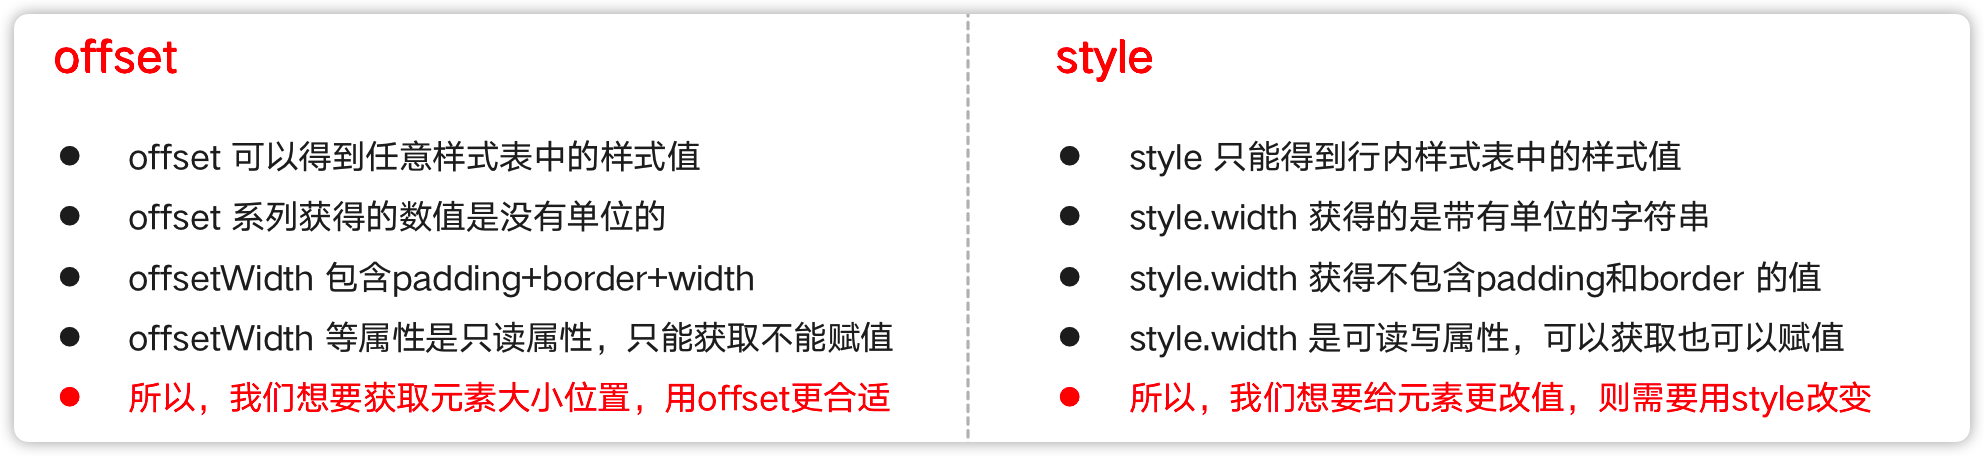 offset
offset 可以得到任意样式表中的样式值
offset 系列获得的数值是没有单位的
offsetWidth 包含padding+border+width
offsetWidth 等属性是只读属性，只能获取不能赋值
所以，我们想要获取元素大小位置，用offset更合适
style
style 只能得到行内样式表中的样式值
style.width 获得的是带有单位的字符串
style.width 获得不包含padding和border 的值
style.width 是可读写属性，可以获取也可以赋值
所以，我们想要给元素更改值，则需要用style改变